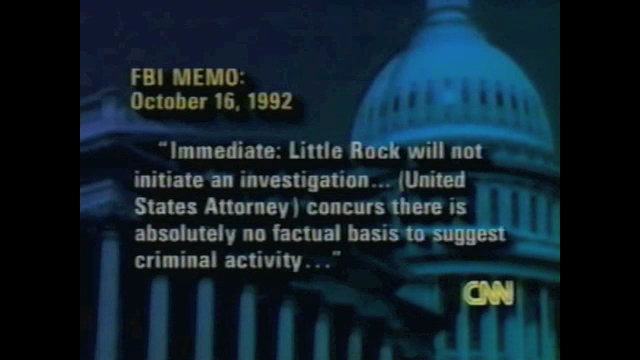 FBI MEMO:
October 16, 1992
"Immediate: Little Rock will not
initiate an investigation... (United
States Attorney) concurs there is
absolutely no factual basis to suggest
criminal activity..."
CNN